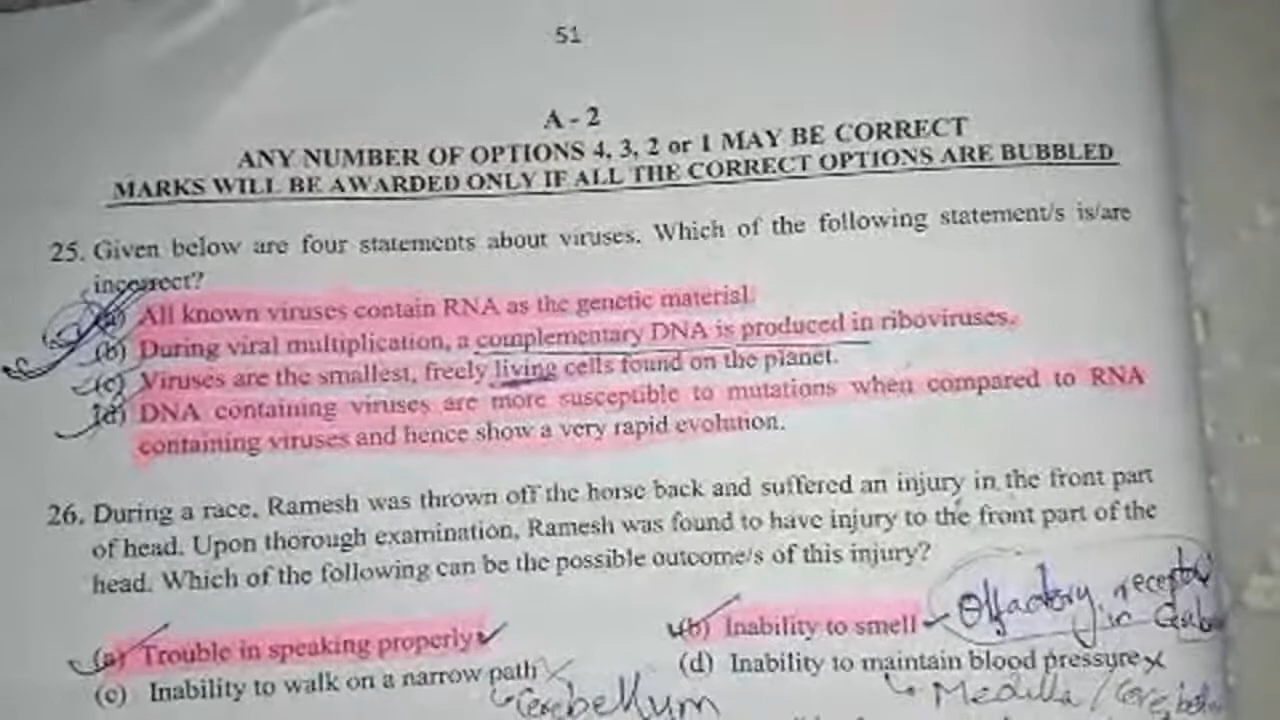 51
A - 2
ANY NUMBER OF OPTIONS 4, 3, 2 or 1 MAY BE CORRECT
MARKS WILL BE AWARDED ONLY IF ALL THE CORRECT OPTIONS ARE BUBBLED
25. Given below are four statements about viruses. Which of the following statement/s is/are
incorrect?
(a) All known viruses contain RNA as the genetic material.
(b) During viral multiplication, a complementary DNA is produced in riboviruses.
(c) Viruses are the smallest, freely living cells found on the planet.
(d) DNA containing viruses are more susceptible to mutations when compared to RNA
containing viruses and hence show a very rapid evolution.
26. During a race, Ramesh was thrown off the horse back and suffered an injury in the front part
of head. Upon thorough examination, Ramesh was found to have injury to the front part of the
head. Which of the following can be the possible outcome/s of this injury?
(a) Trouble in speaking properly
(b) Inability to smell
Olfactory
in
(c) Inability to walk on a narrow path
(d) Inability to maintain blood pressure
Cerebellum
Medulla /